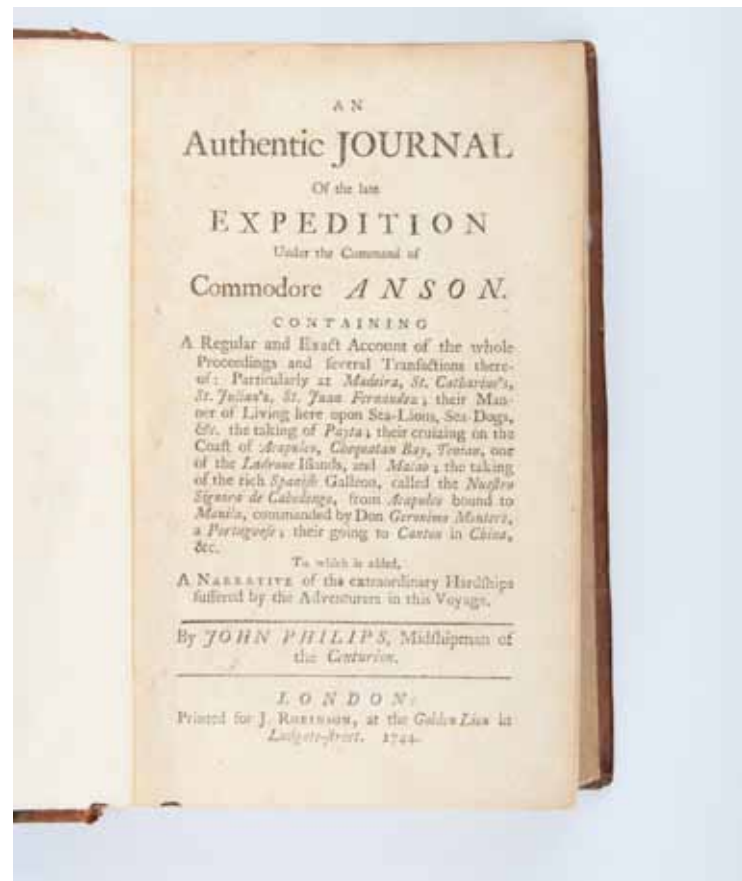 AN
Authentic JOURNAL
Of the late
EXPEDITION
Under the Command of
Commodore ANSON.
CONTAINING
A Regular and Exact Account of the whole
Proceedings and ſeveral Tranſactions there-
of: Particularly at Madeira, St. Catharine's,
St. Julian's, St. Juan Fernandez; their Man-
ner of Living here upon Sea-Lions, Sea-Dogs,
&c. the taking of Payta; their cruizing on the
Coaſt of Acapulco, Chequatan Bay, Tenian, one
of the Ladrone Iſlands, and Macao; the taking
of the rich Spaniſh Galleon, called the Nueſtra
Signora de Cabadonga, from Acapulco bound to
Manila, commanded by Don Geronimo Montero,
a Portugueſe; their going to Canton in China,
&c.
To which is added,
A NARRATIVE of the extraordinary Hardſhips
ſuffered by the Adventurers in this Voyage.
By JOHN PHILIPS, Midſhipman of
the Centurion.
LONDON:
Printed for J. ROBINSON, at the Golden Lion in
Ludgate-ſtreet. 1744.